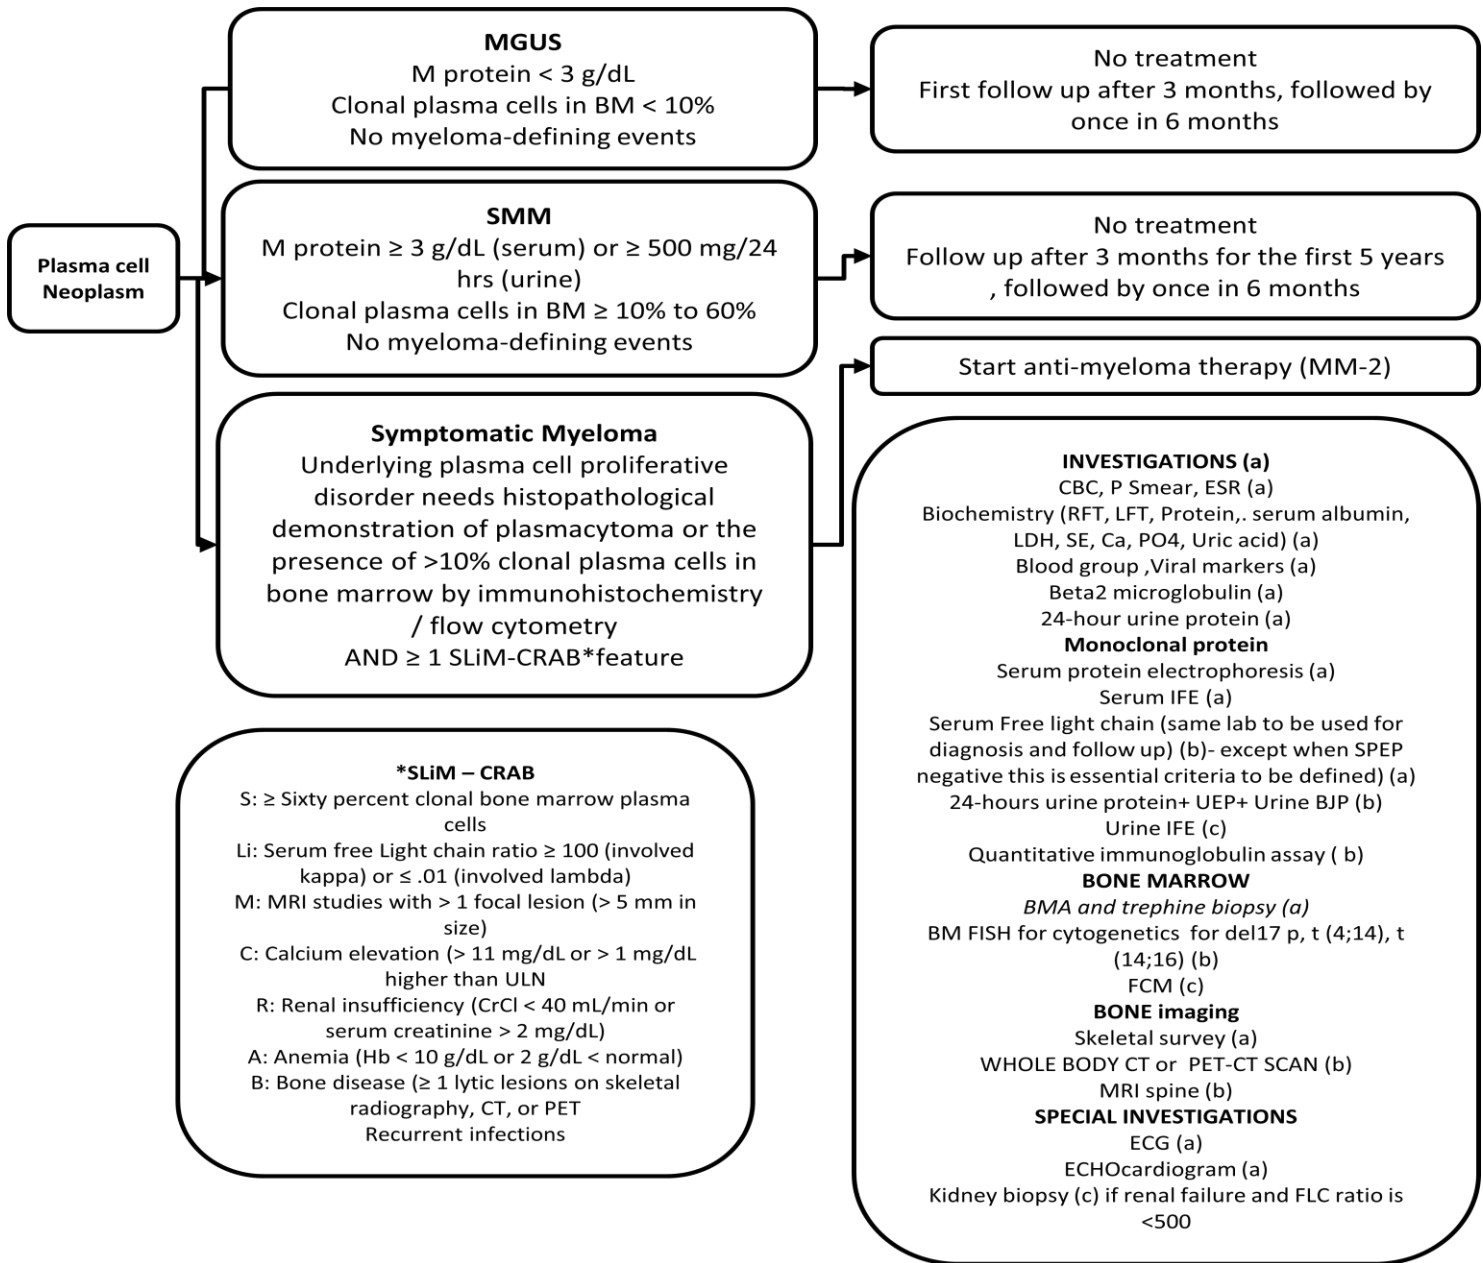 MGUS
M protein < 3 g/dL
Clonal plasma cells in BM < 10%
No myeloma-defining events
No treatment
First follow up after 3 months, followed by
once in 6 months
Plasma cell
Neoplasm
SMM
M protein ≥ 3 g/dL (serum) or ≥ 500 mg/24
hrs (urine)
Clonal plasma cells in BM ≥ 10% to 60%
No myeloma-defining events
No treatment
Follow up after 3 months for the first 5 years
, followed by once in 6 months
Symptomatic Myeloma
Underlying plasma cell proliferative
disorder needs histopathological
demonstration of plasmacytoma or the
presence of >10% clonal plasma cells in
bone marrow by immunohistochemistry
/ flow cytometry
AND ≥ 1 SLiM-CRAB*feature
Start anti-myeloma therapy (MM-2)
*SLiM – CRAB
S: ≥ Sixty percent clonal bone marrow plasma
cells
Li: Serum free Light chain ratio ≥ 100 (involved
kappa) or ≤ .01 (involved lambda)
M: MRI studies with > 1 focal lesion (> 5 mm in
size)
C: Calcium elevation (> 11 mg/dL or > 1 mg/dL
higher than ULN
R: Renal insufficiency (CrCl < 40 mL/min or
serum creatinine > 2 mg/dL)
A: Anemia (Hb < 10 g/dL or 2 g/dL < normal)
B: Bone disease (≥ 1 lytic lesions on skeletal
radiography, CT, or PET
Recurrent infections
INVESTIGATIONS (a)
CBC, P Smear, ESR (a)
Biochemistry (RFT, LFT, Protein,. serum albumin,
LDH, SE, Ca, PO4, Uric acid) (a)
Blood group ,Viral markers (a)
Beta2 microglobulin (a)
24-hour urine protein (a)
Monoclonal protein
Serum protein electrophoresis (a)
Serum IFE (a)
Serum Free light chain (same lab to be used for
diagnosis and follow up) (b)- except when SPEP
negative this is essential criteria to be defined) (a)
24-hours urine protein+ UEP+ Urine BJP (b)
Urine IFE (c)
Quantitative immunoglobulin assay ( b)
BONE MARROW
BMA and trephine biopsy (a)
BM FISH for cytogenetics for del17 p, t (4;14), t
(14;16) (b)
FCM (c)
BONE imaging
Skeletal survey (a)
WHOLE BODY CT or PET-CT SCAN (b)
MRI spine (b)
SPECIAL INVESTIGATIONS
ECG (a)
ECHOcardiogram (a)
Kidney biopsy (c) if renal failure and FLC ratio is
<500